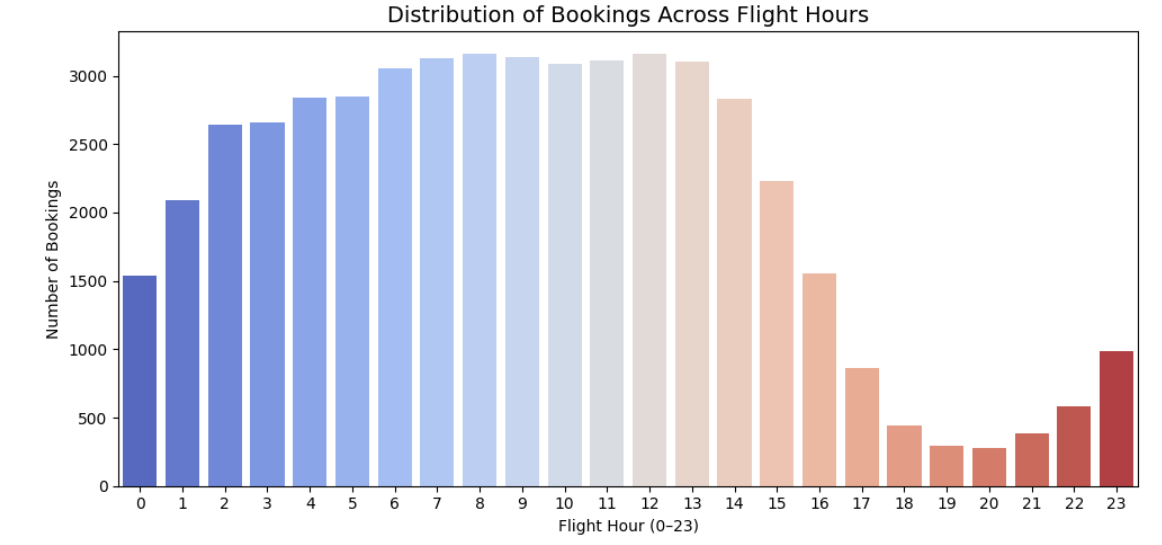 Distribution of Bookings Across Flight Hours
Number of Bookings
3000
2500
2000
1500
1000
500
0
0 1 2 3 4 5 6 7 8 9 10 11 12 13 14 15 16 17 18 19 20 21 22 23
Flight Hour (0–23)